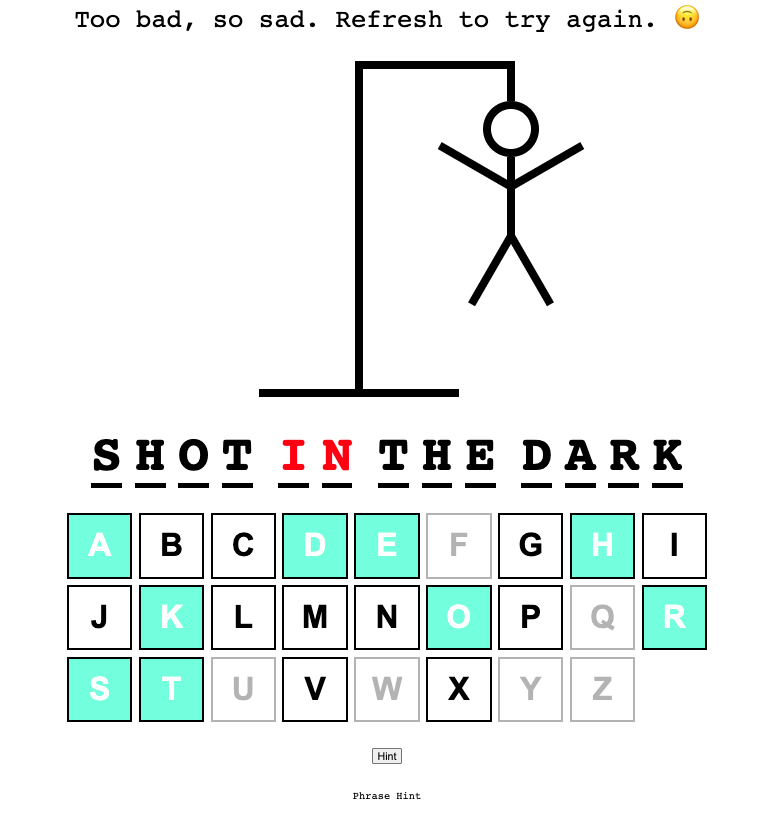 Too bad, so sad. Refresh to try again. 🙃
SHOT IN THE DARK
A B C D E F G H I
J K L M N O P Q R
S T U V W X Y Z
Hint
Phrase Hint